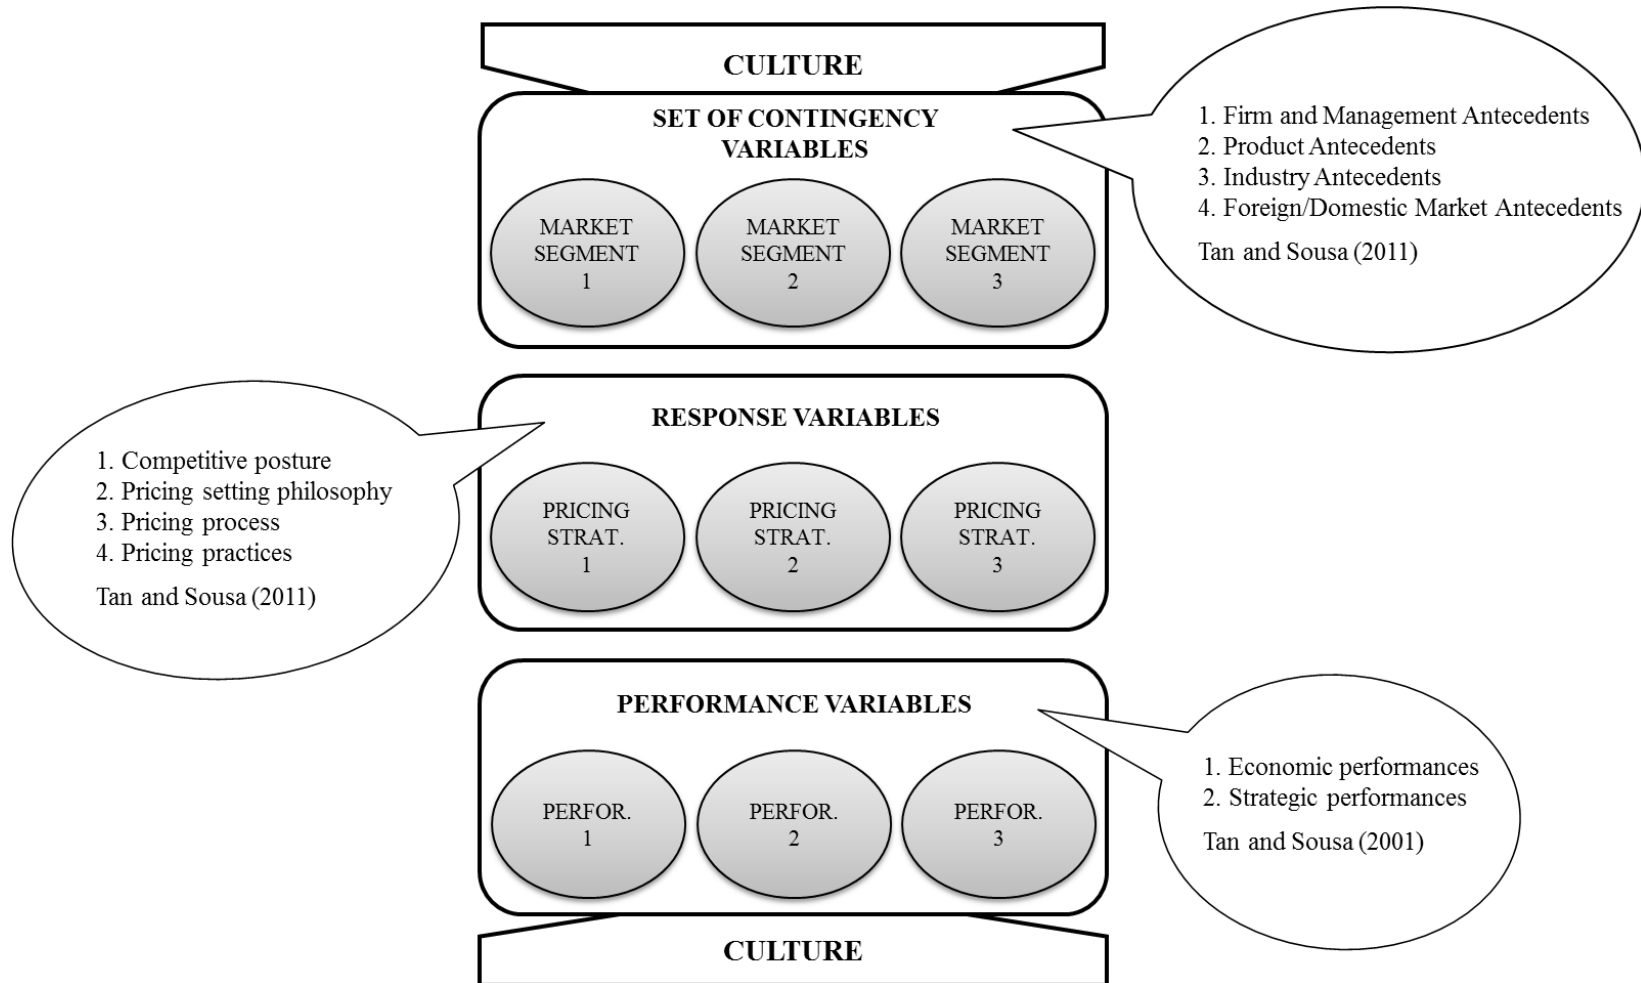 CULTURE
SET OF CONTINGENCY
VARIABLES
MARKET
SEGMENT
1
MARKET
SEGMENT
2
MARKET
SEGMENT
3
1. Firm and Management Antecedents
2. Product Antecedents
3. Industry Antecedents
4. Foreign/Domestic Market Antecedents
Tan and Sousa (2011)
RESPONSE VARIABLES
PRICING
STRAT.
1
PRICING
STRAT.
2
PRICING
STRAT.
3
1. Competitive posture
2. Pricing setting philosophy
3. Pricing process
4. Pricing practices
Tan and Sousa (2011)
PERFORMANCE VARIABLES
PERFOR.
1
PERFOR.
2
PERFOR.
3
1. Economic performances
2. Strategic performances
Tan and Sousa (2001)
CULTURE